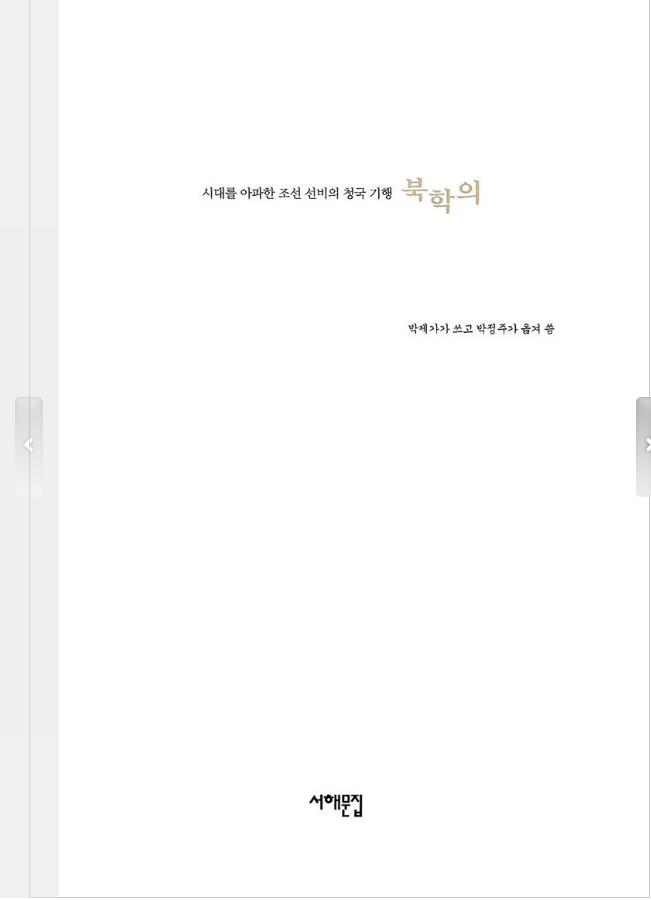 시대를 아파한 조선 선비의 청국 기행 북학의
박제가가 쓰고 박정주가 옮겨 씀
서해문집